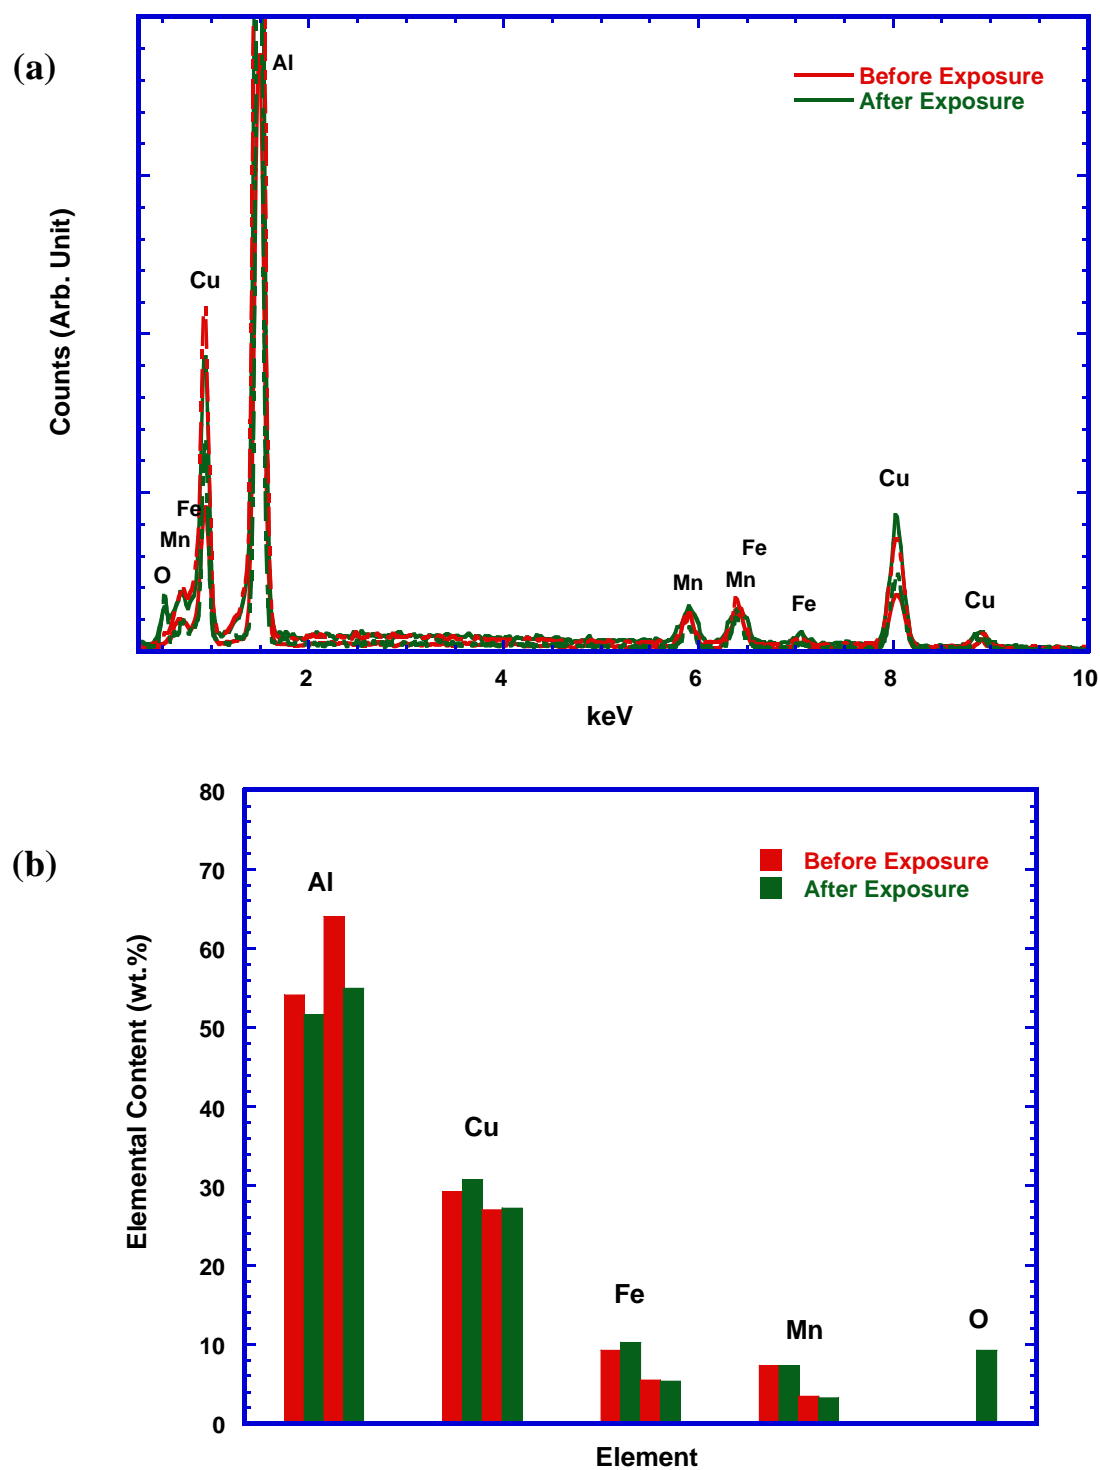 (a)
Al
Before Exposure
After Exposure
Counts (Arb. Unit)
Cu
Fe
Mn
O
Mn
Fe
Mn
Fe
Cu
Cu
2
4
6
8
10
keV
(b)
80
70
60
50
40
30
20
10
0
Elemental Content (wt.%)
Before Exposure
After Exposure
Al
Cu
Fe
Mn
O
Element